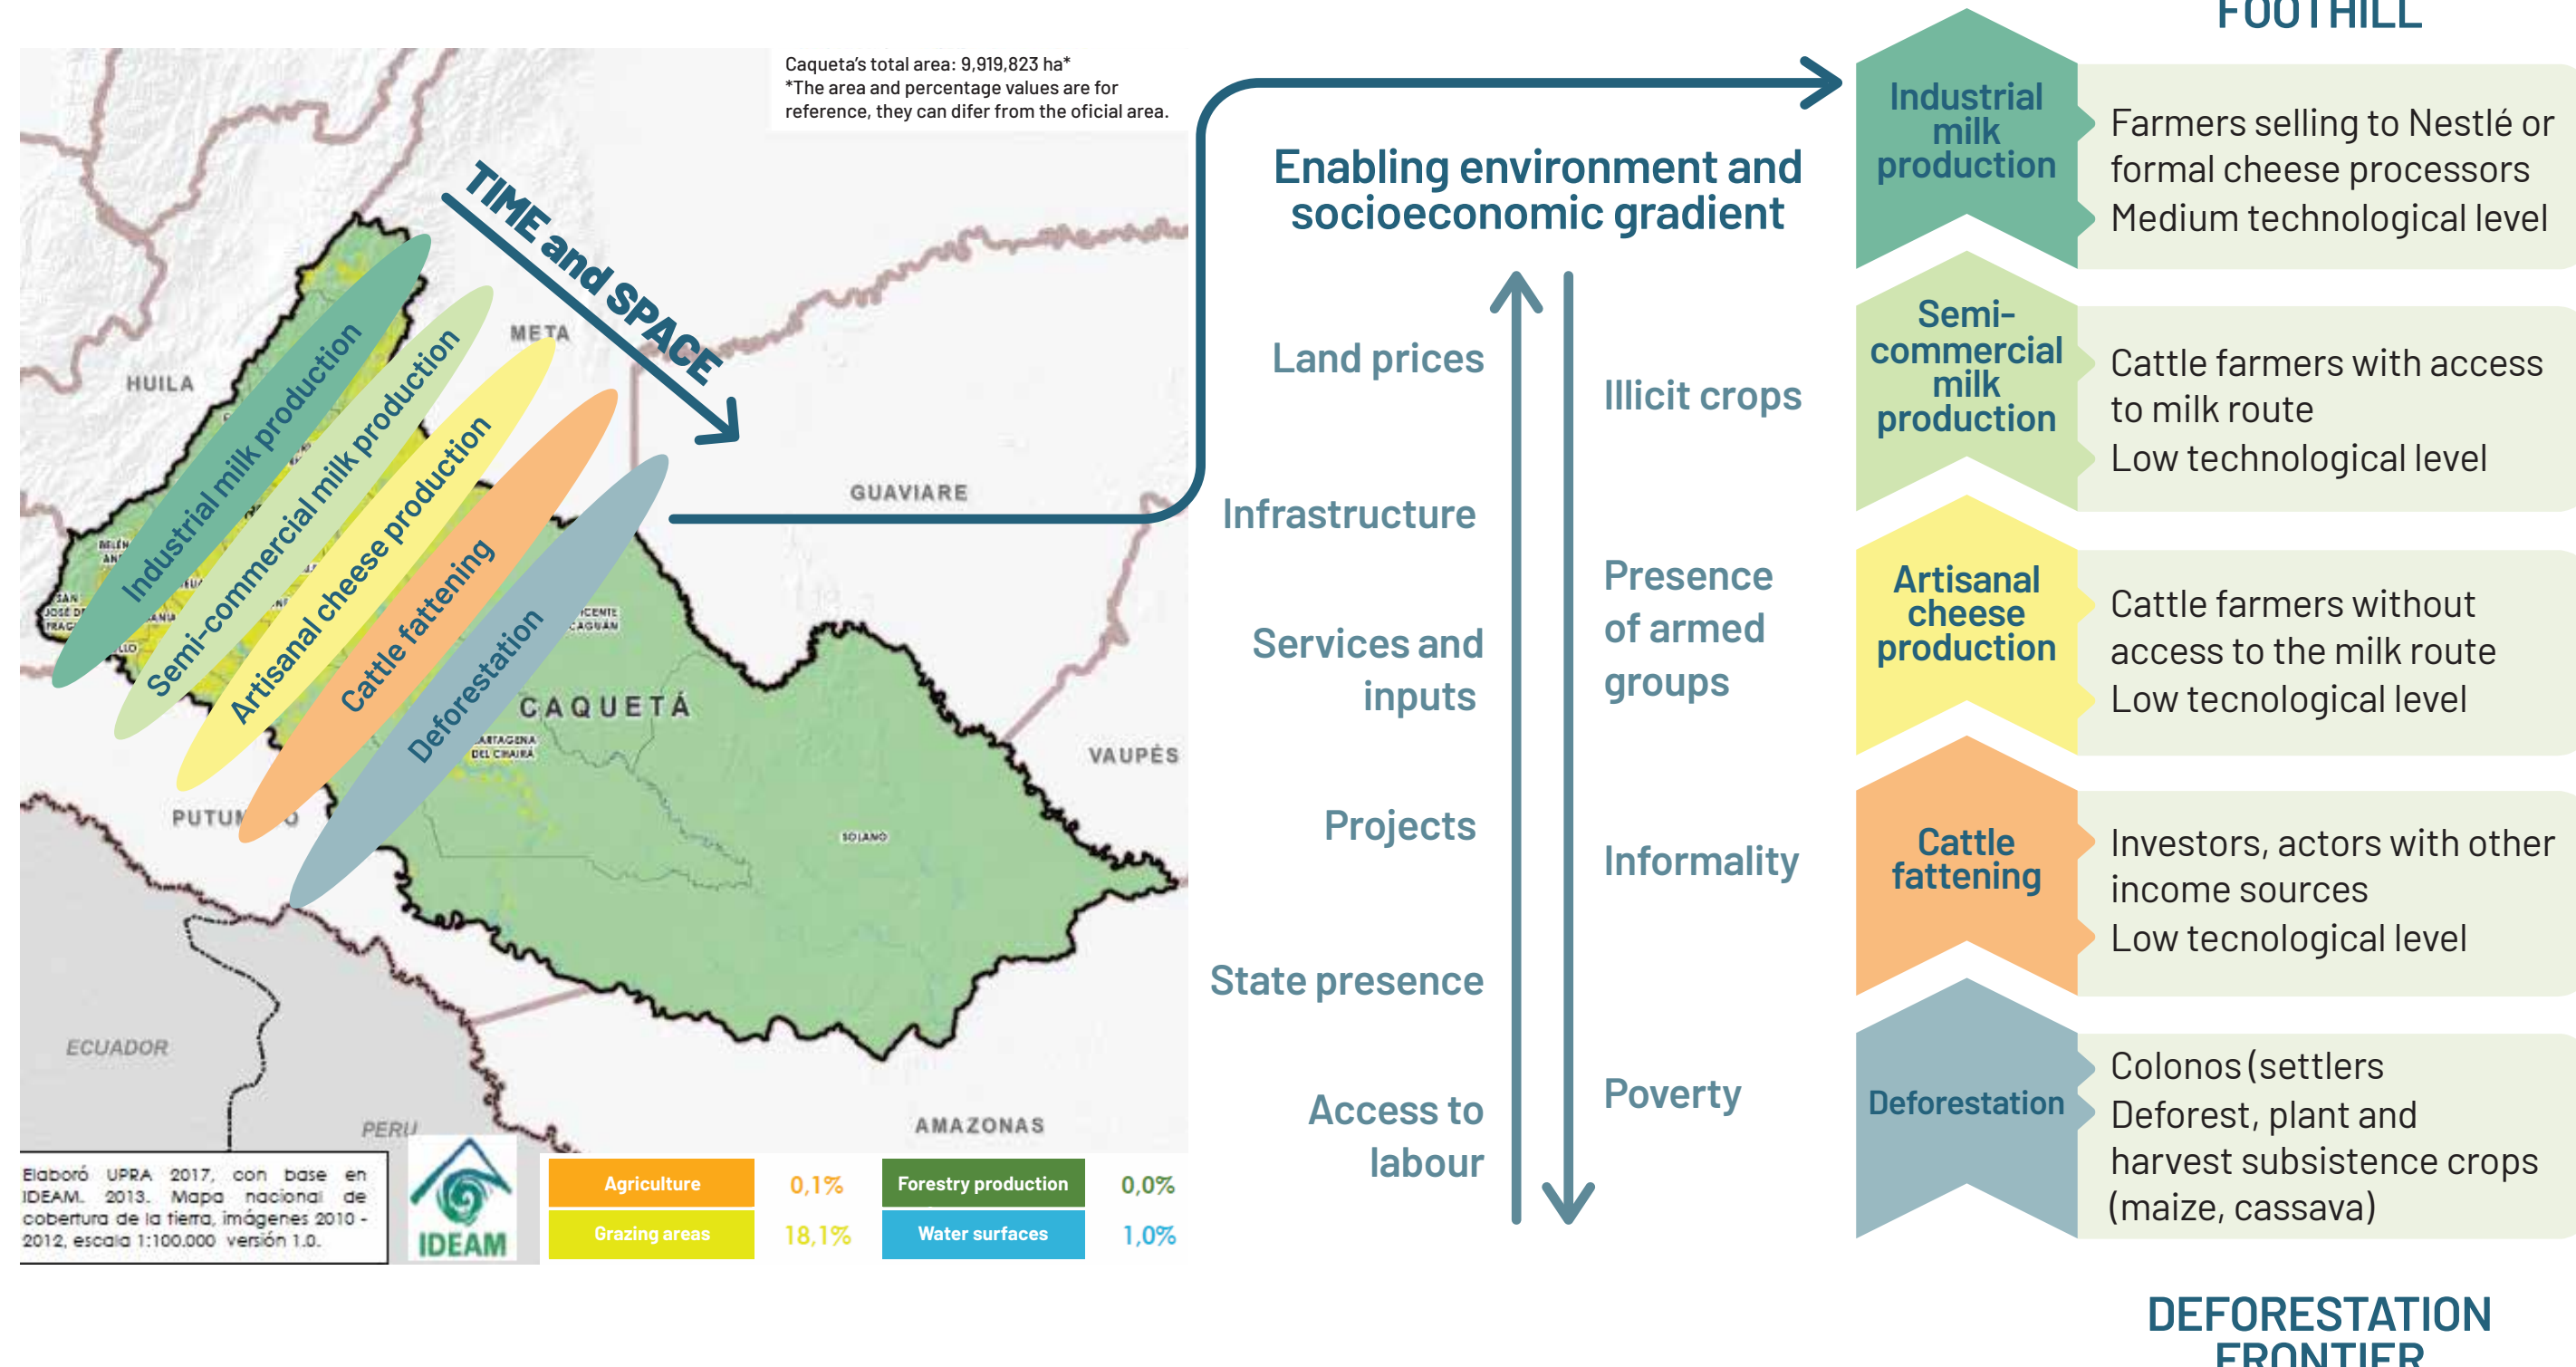 Caqueta's total area: 9,919,823 ha*
*The area and percentage values are for
reference, they can difer from the oficial area.
TIME and SPACE
HUILA
META
GUAVIARE
VAUPÉS
CAQUETÁ
SOLANO
AMAZONAS
ECUADOR
PERU
Industrial milk production
Semi-commercial milk production
Artisanal cheese production
Cattle fattening
Deforestation
DEL CHAIRÁ
Elaboró UPRA 2017, con base en
IDEAM. 2013. Mapa nacional de
cobertura de la tierra, imágenes 2010 -
2012, escala 1:100.000 versión 1.0.
IDEAM
Agriculture 0,1%
Forestry production 0,0%
Grazing areas 18,1%
Water surfaces 1,0%
Enabling environment and
socioeconomic gradient
Land prices
Infrastructure
Services and
inputs
Projects
State presence
Access to
labour
Illicit crops
Presence
of armed
groups
Informality
Poverty
FOOTHILL
Industrial
milk
production
Farmers selling to Nestlé or
formal cheese processors
Medium technological level
Semi-
commercial
milk
production
Cattle farmers with access
to milk route
Low technological level
Artisanal
cheese
production
Cattle farmers without
access to the milk route
Low tecnological level
Cattle
fattening
Investors, actors with other
income sources
Low tecnological level
Deforestation
Colonos (settlers
Deforest, plant and
harvest subsistence crops
(maize, cassava)
DEFORESTATION
FRONTIER